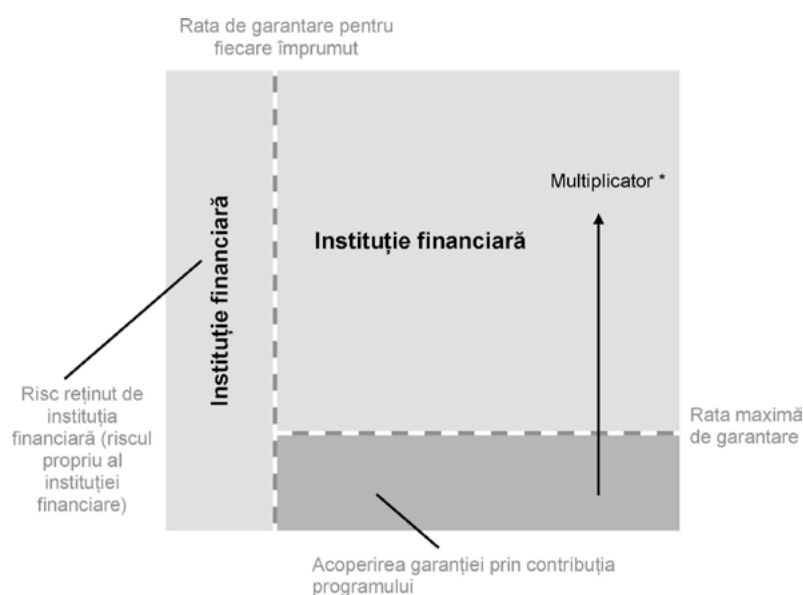 Rata de garantare pentru
fiecare împrumut
Multiplicator *
Instituție financiară
Instituție financiară
Risc reținut de
instituția
financiară (riscul
propriu al
instituției
financiare)
Rata maximă
de garantare
Acoperirea garanției prin contribuția
programului